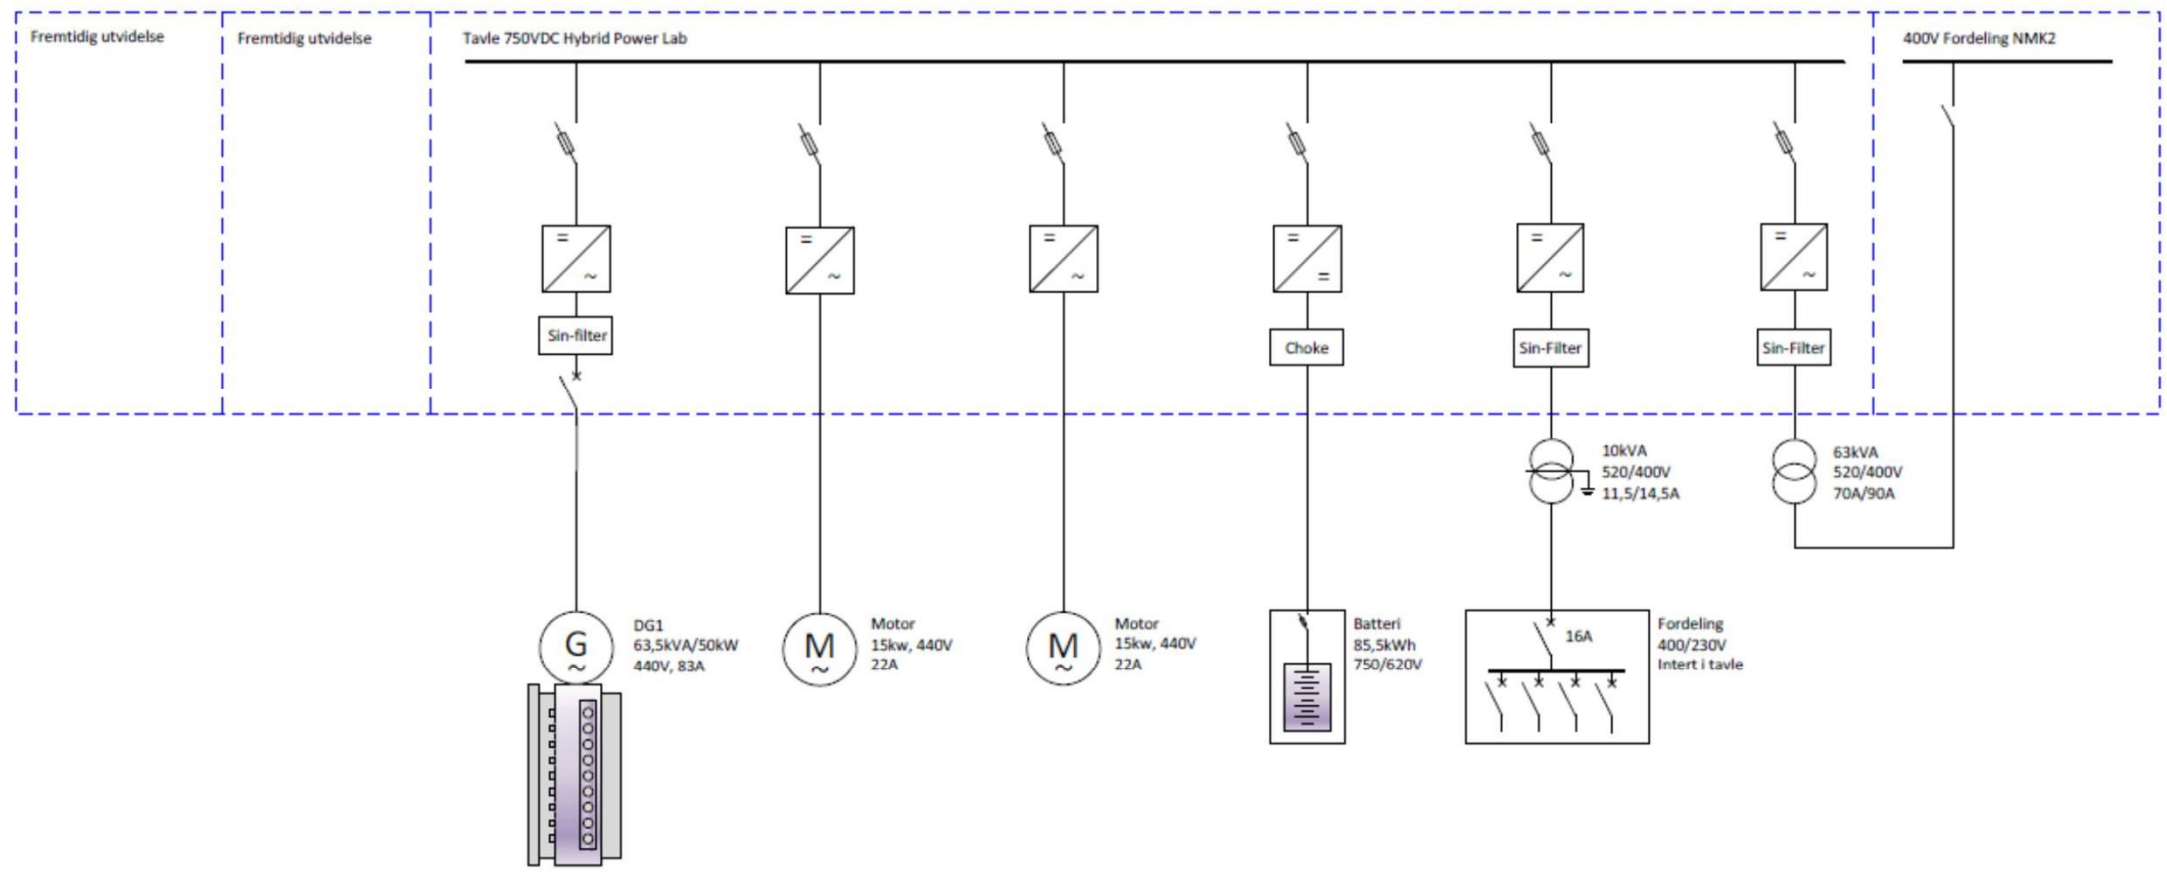 Fremtidig utvidelse
Fremtidig utvidelse
Tavle 750VDC Hybrid Power Lab
400V Fordeling NMK2
=
~
=
~
=
~
=
=
=
~
=
~
Sin-filter
Choke
Sin-Filter
Sin-Filter
10kVA
520/400V
11,5/14,5A
63kVA
520/400V
70A/90A
G
~
DG1
63,5kVA/50kW
440V, 83A
M
~
Motor
15kw, 440V
22A
M
~
Motor
15kw, 440V
22A
Batteri
85,5kWh
750/620V
16A
Fordeling
400/230V
Intert i tavle